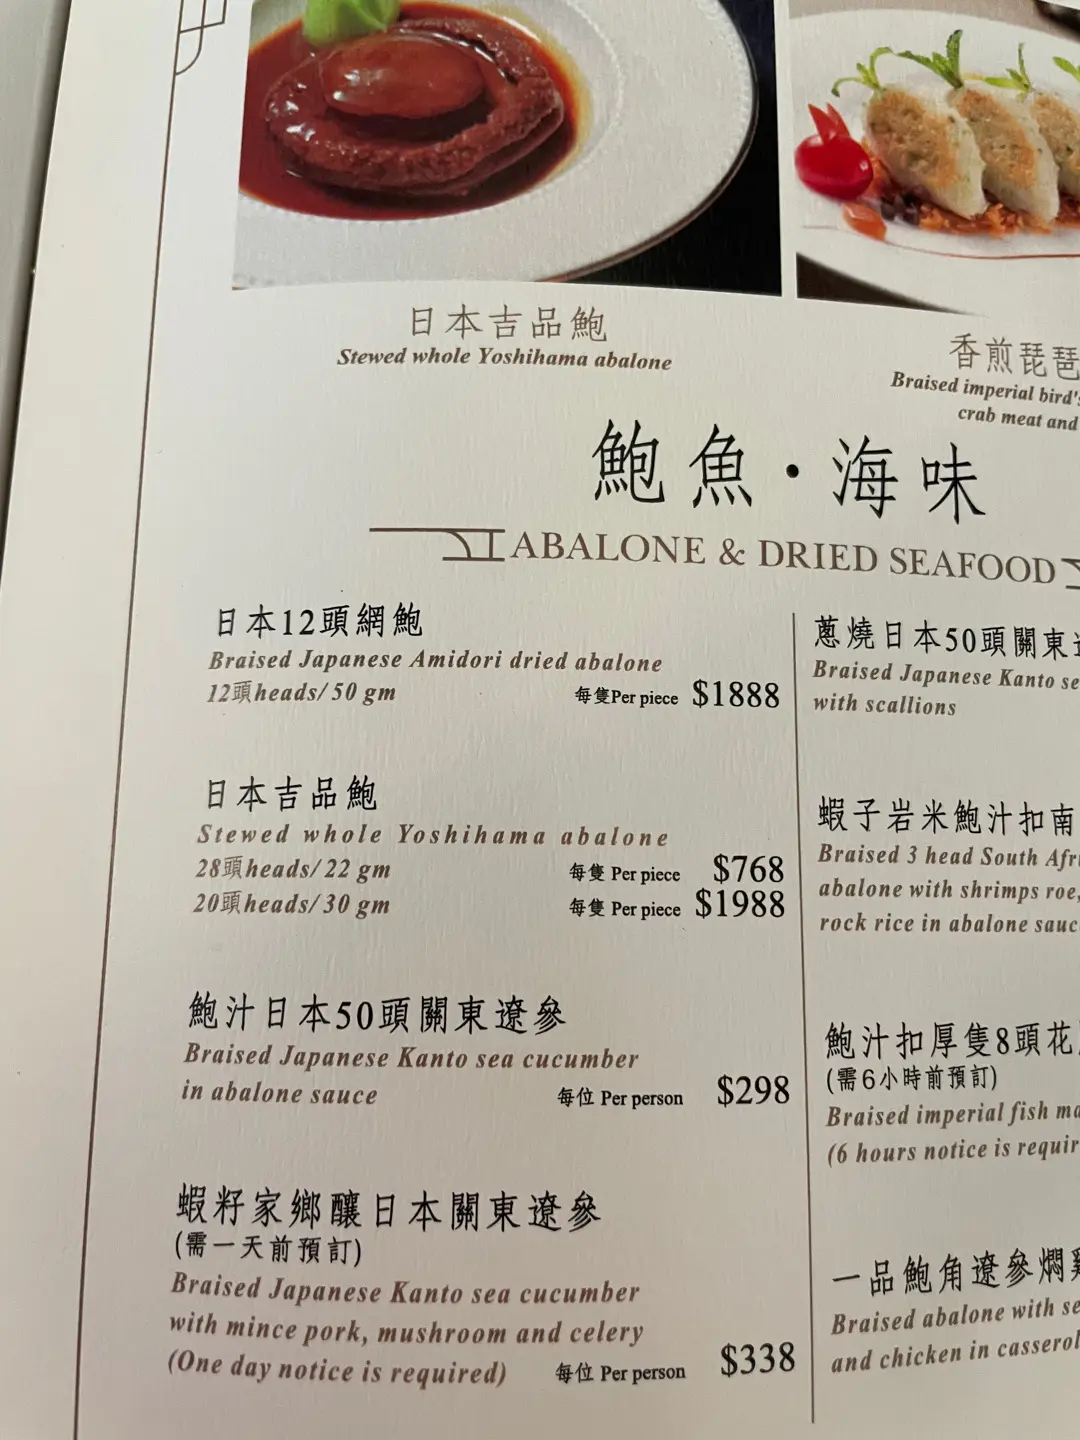 日本吉品鮑
Stewed whole Yoshihama abalone
香煎琵琶
Braised imperial bird's
crab meat and
鮑魚·海味
ABALONE & DRIED SEAFOOD
日本12頭網鮑
Braised Japanese Amidori dried abalone
12頭heads/ 50 gm 每隻Per piece $1888
日本吉品鮑
Stewed whole Yoshihama abalone
28頭heads/ 22 gm 每隻 Per piece $768
20頭heads/ 30 gm 每隻 Per piece $1988
鮑汁日本50頭關東遼參
Braised Japanese Kanto sea cucumber
in abalone sauce 每位 Per person $298
蝦籽家鄉釀日本關東遼參
(需一天前預訂)
Braised Japanese Kanto sea cucumber
with mince pork, mushroom and celery
(One day notice is required) 每位 Per person $338
蔥燒日本50頭關東
Braised Japanese Kanto se
with scallions
蝦子岩米鮑汁扣南
Braised 3 head South Afri
abalone with shrimps roe,
rock rice in abalone sauc
鮑汁扣厚隻8頭花
(需6小時前預訂)
Braised imperial fish ma
(6 hours notice is requir
一品鮑角遼參燜雞
Braised abalone with se
and chicken in casserol